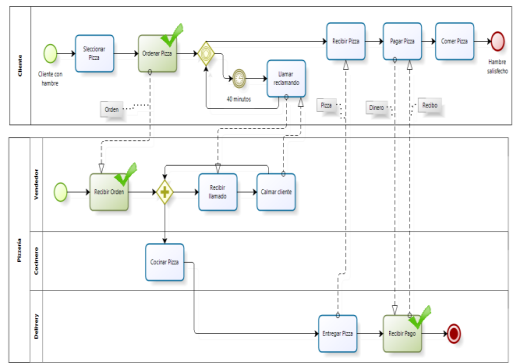 Cliente
Cliente con
hambre
Sleccionar
Pizza
Ordenar Pizza
40 minutos
Llamar
reclamando
Recibir Pizza
Pagar Pizza
Comer Pizza
Hambre
satisfecho
Orden
Pizza
Dinero
Recibo
Pizzería
Vendedor
Recibir Orden
Recibir
llamado
Calmar cliente
Cocinero
Cocinar Pizza
Delivery
Entregar Pizza
Recibir Pago